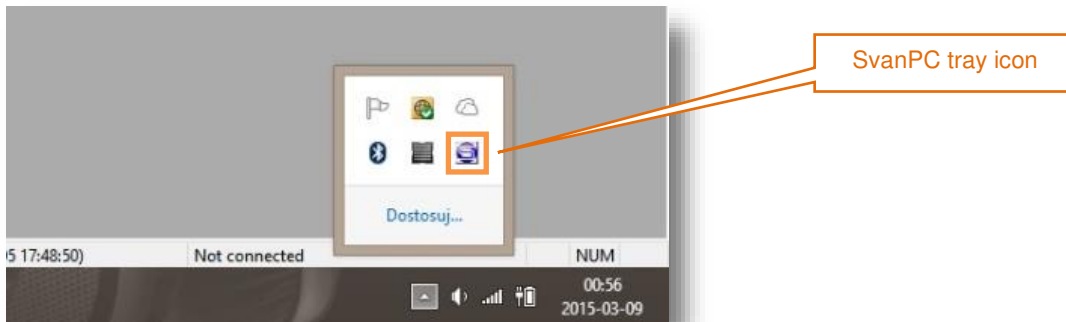 SvanPC tray icon
Dostosuj...
5 17:48:50)
Not connected
NUM
00:56
2015-03-09